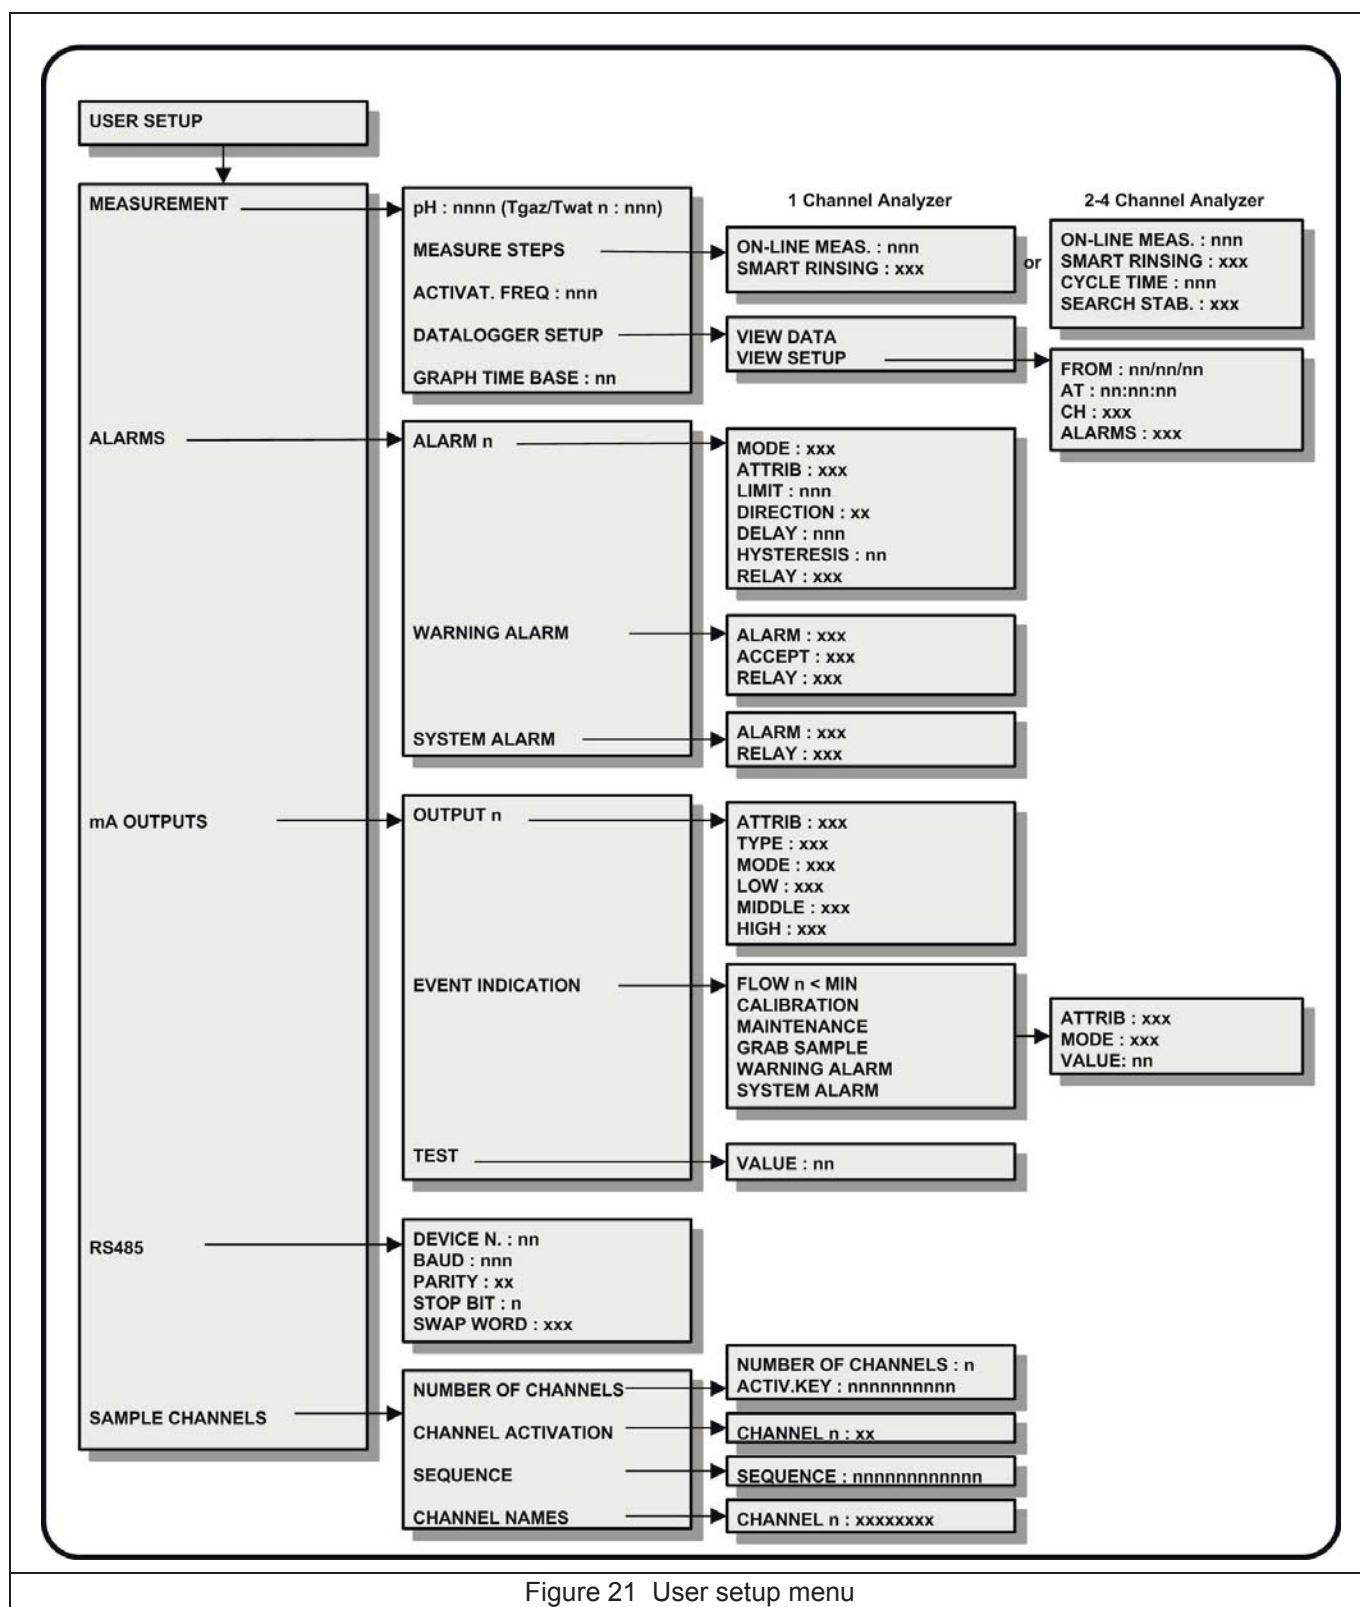 USER SETUP
MEASUREMENT
pH : nnnn (Tgaz/Twat n : nnn)
MEASURE STEPS
ACTIVAT. FREQ : nnn
DATALOGGER SETUP
GRAPH TIME BASE : nn
1 Channel Analyzer
ON-LINE MEAS. : nnn
SMART RINSING : xxx
or
2-4 Channel Analyzer
ON-LINE MEAS. : nnn
SMART RINSING : xxx
CYCLE TIME : nnn
SEARCH STAB. : xxx
VIEW DATA
VIEW SETUP
FROM : nn/nn/nn
AT : nn:nn:nn
CH : xxx
ALARMS : xxx
ALARMS
ALARM n
MODE : xxx
ATTRIB : xxx
LIMIT : nnn
DIRECTION : xx
DELAY : nnn
HYSTERESIS : nn
RELAY : xxx
WARNING ALARM
ALARM : xxx
ACCEPT : xxx
RELAY : xxx
SYSTEM ALARM
ALARM : xxx
RELAY : xxx
mA OUTPUTS
OUTPUT n
ATTRIB : xxx
TYPE : xxx
MODE : xxx
LOW : xxx
MIDDLE : xxx
HIGH : xxx
EVENT INDICATION
FLOW n < MIN
CALIBRATION
MAINTENANCE
GRAB SAMPLE
WARNING ALARM
SYSTEM ALARM
ATTRIB : xxx
MODE : xxx
VALUE: nn
TEST
VALUE : nn
RS485
DEVICE N. : nn
BAUD : nnn
PARITY : xx
STOP BIT : n
SWAP WORD : xxx
SAMPLE CHANNELS
NUMBER OF CHANNELS
NUMBER OF CHANNELS : n
ACTIV.KEY : nnnnnnnnnn
CHANNEL ACTIVATION
CHANNEL n : xx
SEQUENCE
SEQUENCE : nnnnnnnnnnnn
CHANNEL NAMES
CHANNEL n : xxxxxxxx
Figure 21 User setup menu